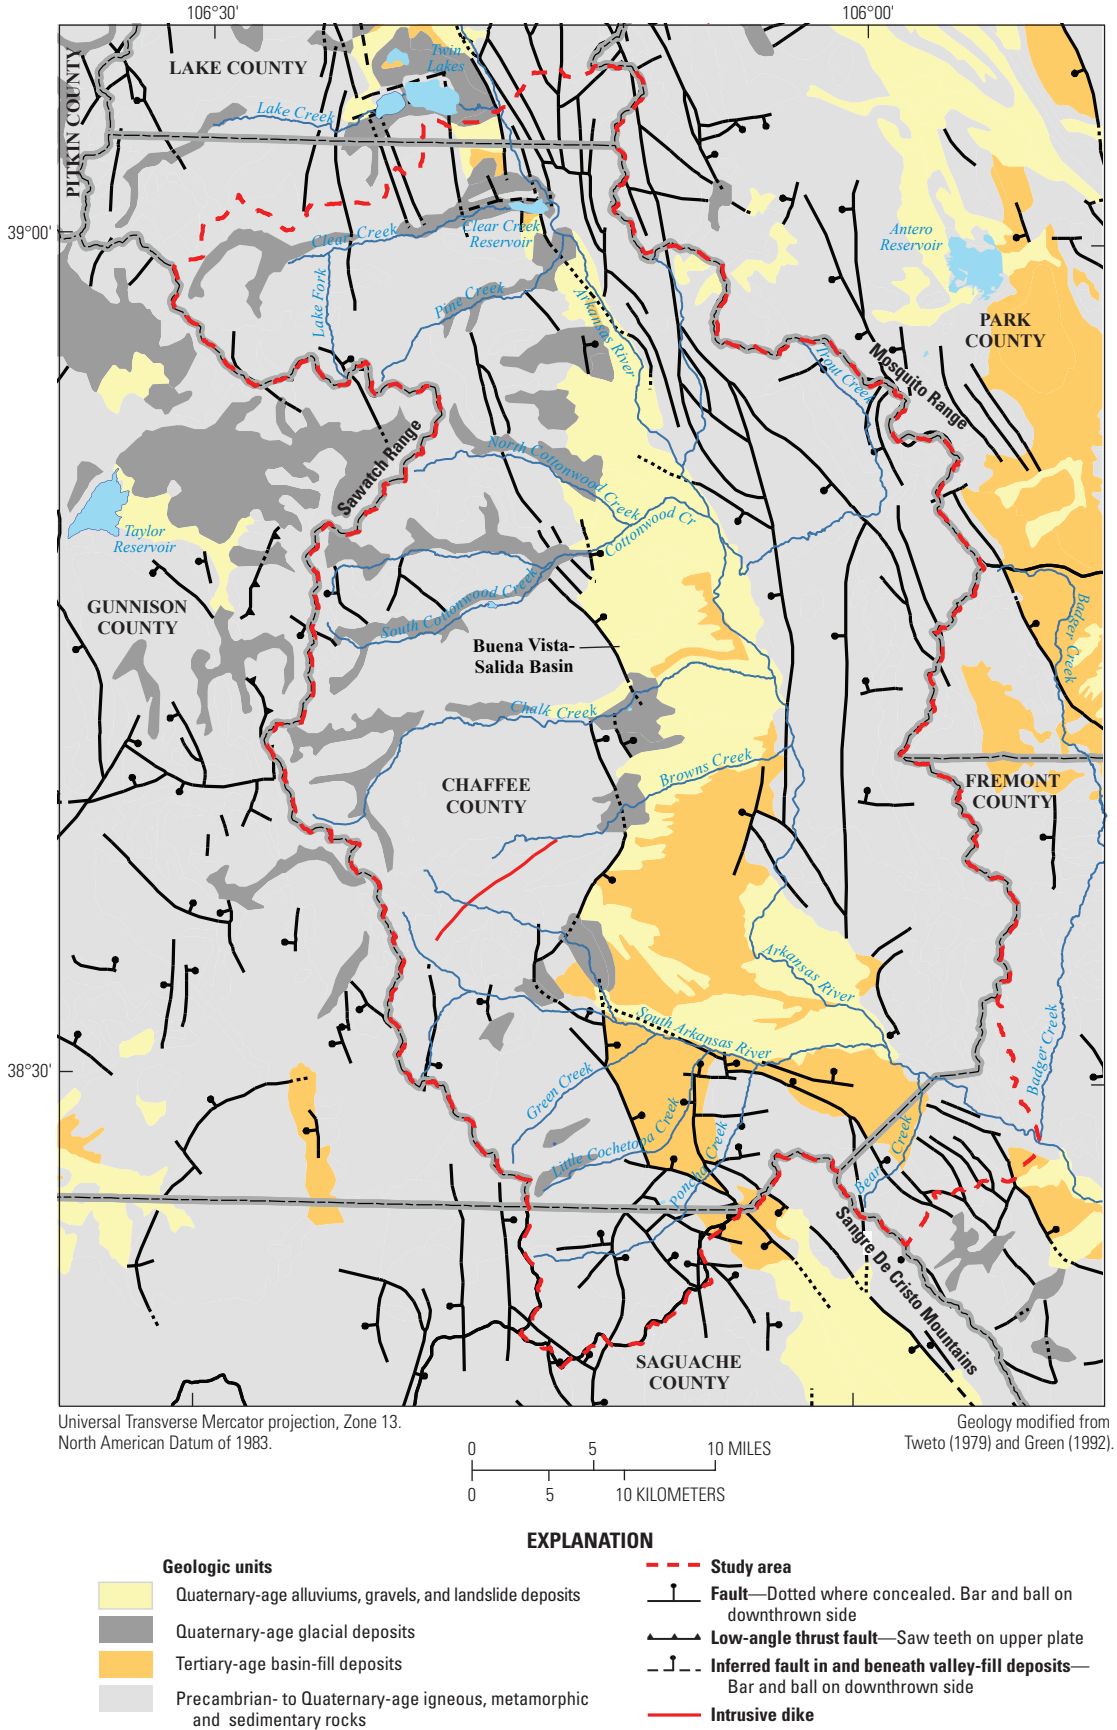 106°30'
106°00'
LAKE COUNTY
PITKIN COUNTY
Twin
Lakes
Lake Creek
39°00'
Clear Creek
Clear Creek
Reservoir
Lake Fork
Pine Creek
Arkansas River
Antero
Reservoir
PARK
COUNTY
Trout Creek
Mosquito Range
Sawatch Range
North Cottonwood Creek
Cottonwood Cr
Taylor
Reservoir
GUNNISON
COUNTY
South Cottonwood Creek
Badger Creek
Buena Vista-
Salida Basin
Chalk Creek
Browns Creek
CHAFFEE
COUNTY
FREMONT
COUNTY
Arkansas River
South Arkansas River
Badger Creek
38°30'
Green Creek
Little Cochetopa Creek
Poncha Creek
Bear Creek
Sangre De Cristo Mountains
SAGUACHE
COUNTY
Universal Transverse Mercator projection, Zone 13.
North American Datum of 1983.
Geology modified from
Tweto (1979) and Green (1992).
0 5 10 MILES
0 5 10 KILOMETERS
EXPLANATION
Geologic units
Quaternary-age alluviums, gravels, and landslide deposits
Quaternary-age glacial deposits
Tertiary-age basin-fill deposits
Precambrian- to Quaternary-age igneous, metamorphic
and sedimentary rocks
Study area
Fault—Dotted where concealed. Bar and ball on
downthrown side
Low-angle thrust fault—Saw teeth on upper plate
Inferred fault in and beneath valley-fill deposits—
Bar and ball on downthrown side
Intrusive dike